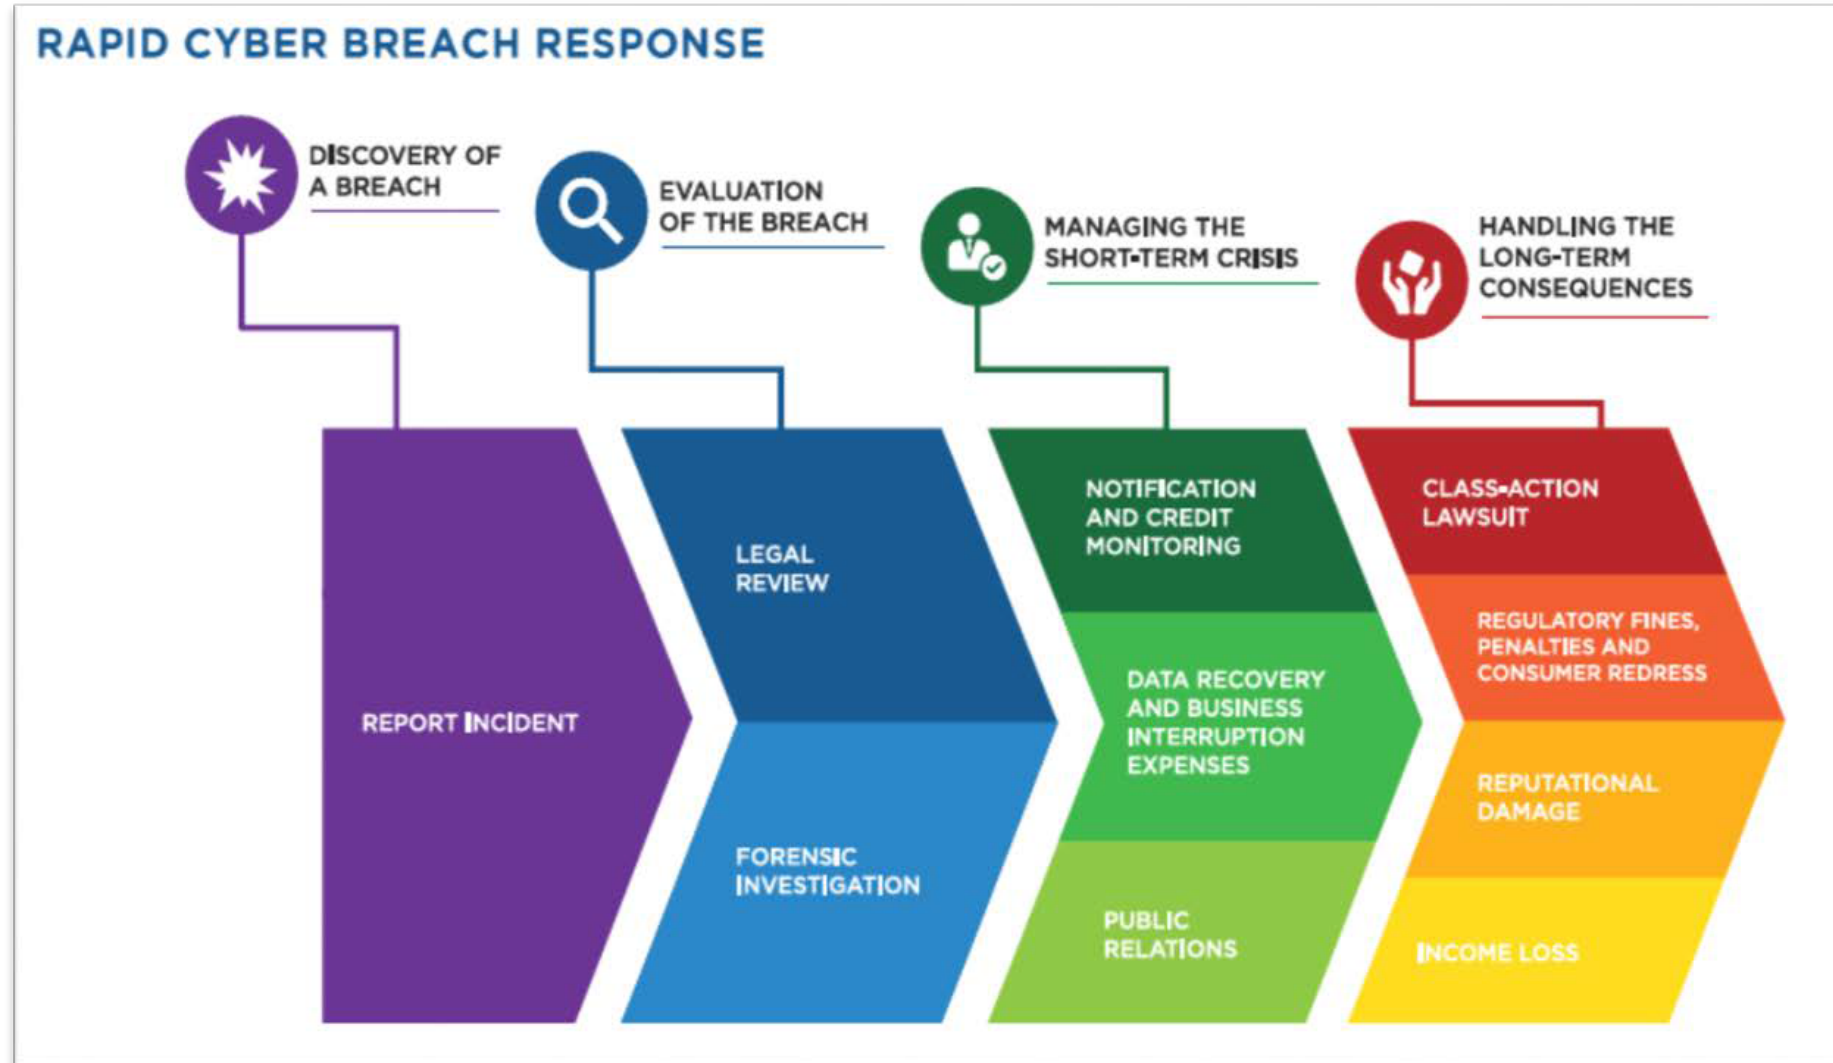 RAPID CYBER BREACH RESPONSE
DISCOVERY OF
A BREACH
EVALUATION
OF THE BREACH
MANAGING THE
SHORT-TERM CRISIS
HANDLING THE
LONG-TERM
CONSEQUENCES
REPORT INCIDENT
LEGAL
REVIEW
FORENSIC
INVESTIGATION
NOTIFICATION
AND CREDIT
MONITORING
DATA RECOVERY
AND BUSINESS
INTERRUPTION
EXPENSES
PUBLIC
RELATIONS
CLASS-ACTION
LAWSUIT
REGULATORY FINES,
PENALTIES AND
CONSUMER REDRESS
REPUTATIONAL
DAMAGE
INCOME LOSS